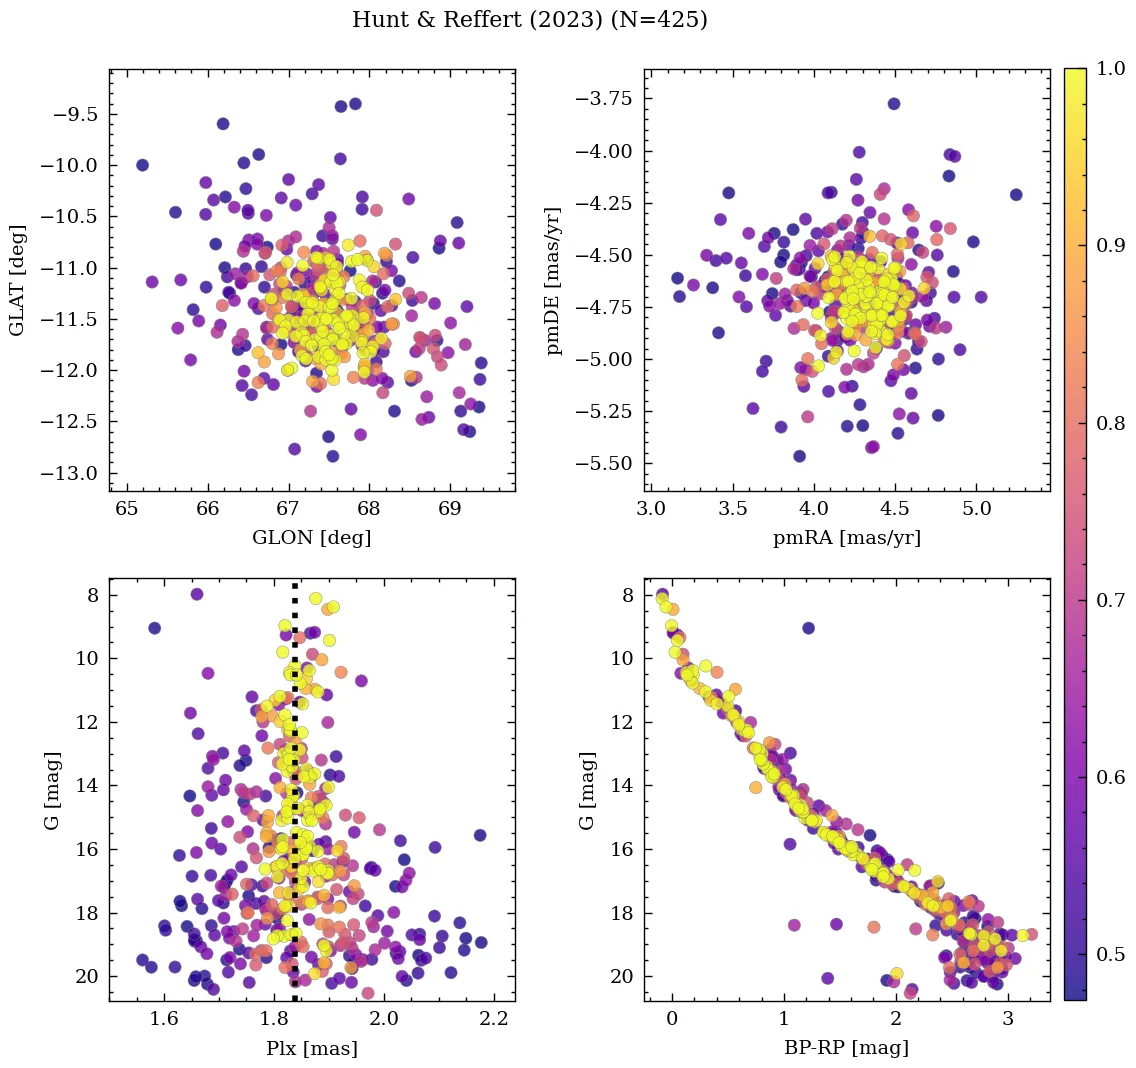 Hunt & Reffert (2023) (N=425)
−9.5
−10.0
−10.5
−11.0
−11.5
−12.0
−12.5
−13.0
GLAT [deg]
65 66 67 68 69
GLON [deg]
−3.75
−4.00
−4.25
−4.50
−4.75
−5.00
−5.25
−5.50
pmDE [mas/yr]
3.0 3.5 4.0 4.5 5.0
pmRA [mas/yr]
8
10
12
14
16
18
20
G [mag]
1.6 1.8 2.0 2.2
Plx [mas]
8
10
12
14
16
18
20
G [mag]
0 1 2 3
BP-RP [mag]
1.0
0.9
0.8
0.7
0.6
0.5